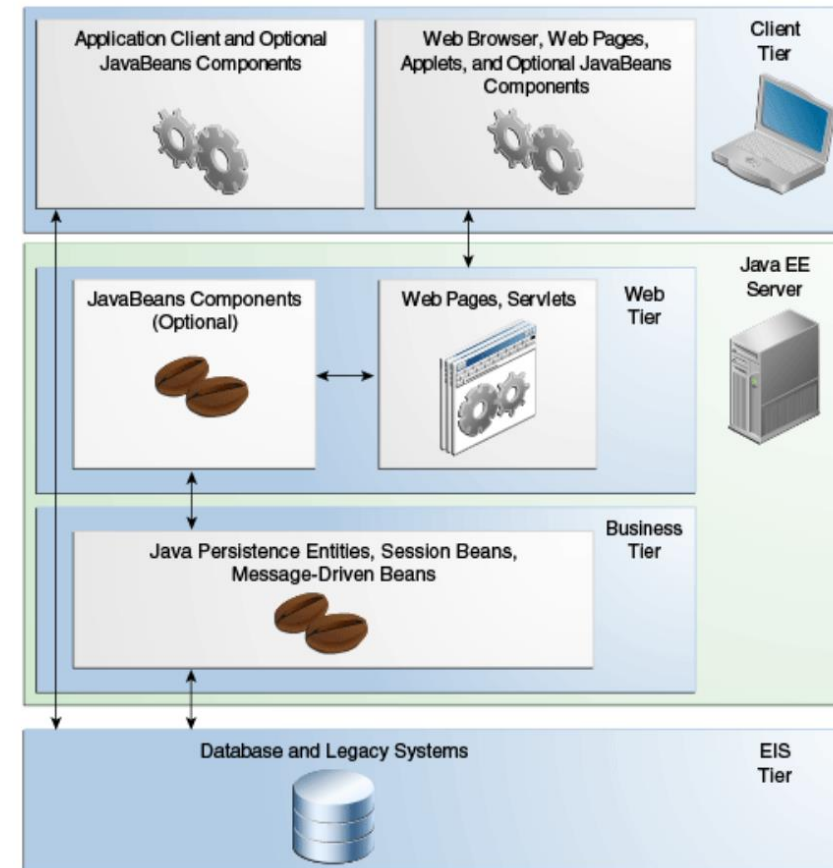 Application Client and Optional
JavaBeans Components
Web Browser, Web Pages,
Applets, and Optional JavaBeans
Components
Client
Tier
Java EE
Server
JavaBeans Components
(Optional)
Web Pages, Servlets
Web
Tier
Business
Tier
Java Persistence Entities, Session Beans,
Message-Driven Beans
Database and Legacy Systems
EIS
Tier